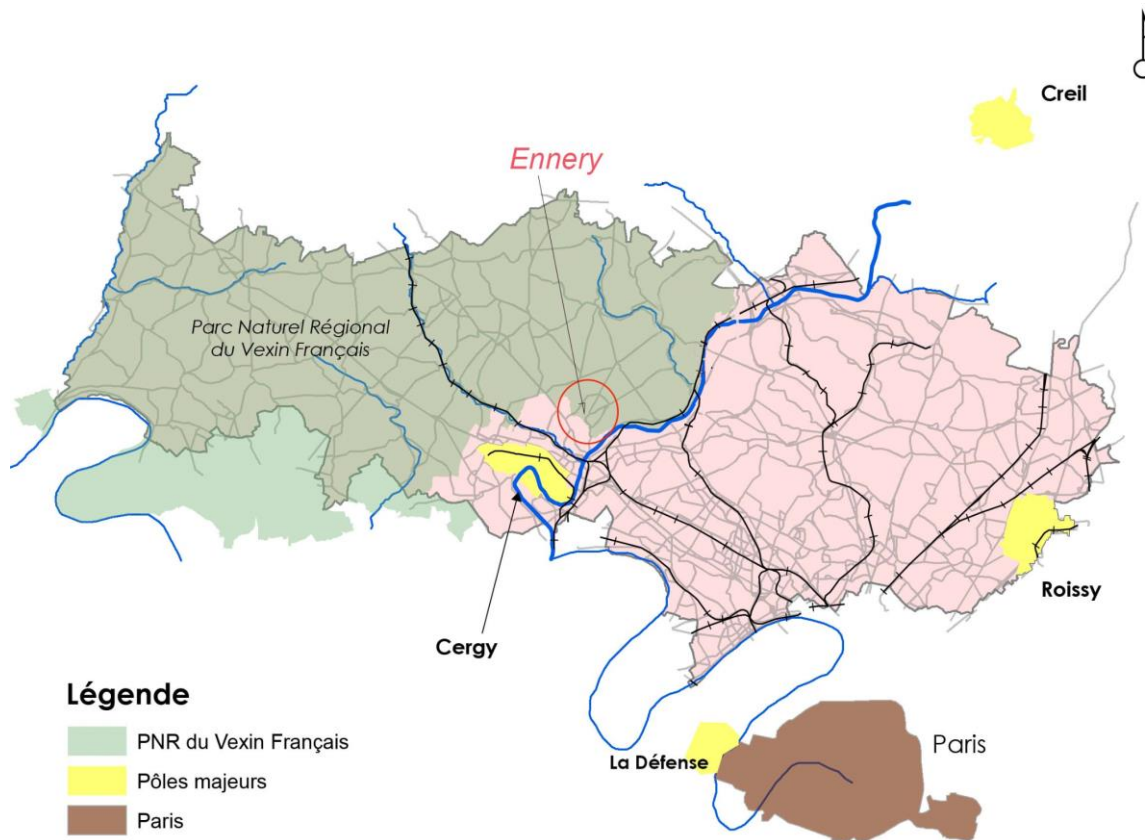 Creil
Ennery
Parc Naturel Régional
du Vexin Français
Roissy
Cergy
Légende
PNR du Vexin Français
Pôles majeurs
Paris
La Défense
Paris